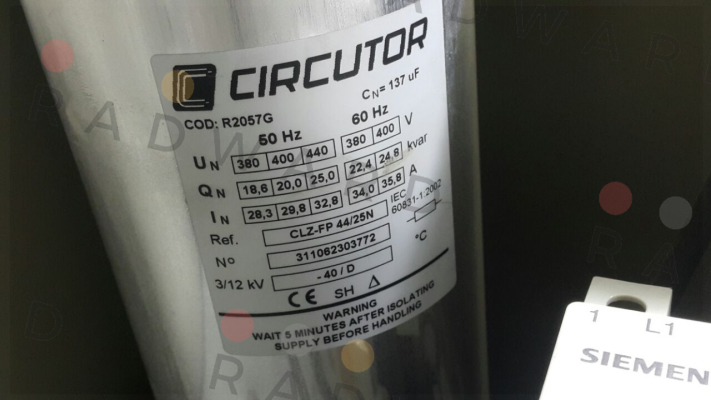 CIRCUTOR
CN= 137 uF
COD: R2057G
50 Hz 60 Hz
UN 380 400 440 380 400 V
QN 18,6 20,0 25,0 22,4 24,8 kvar
IN 28,3 29,8 32,8 34,0 35,8 A
Ref. CLZ-FP 44/25N IEC 60831-1:2002
Nº 311062303772
3/12 kV - 40 / D °C
CE SH
WARNING
WAIT 5 MINUTES AFTER ISOLATING
SUPPLY BEFORE HANDLING
1 L1
SIEMEN
RADWARD
RADWARD
RAD